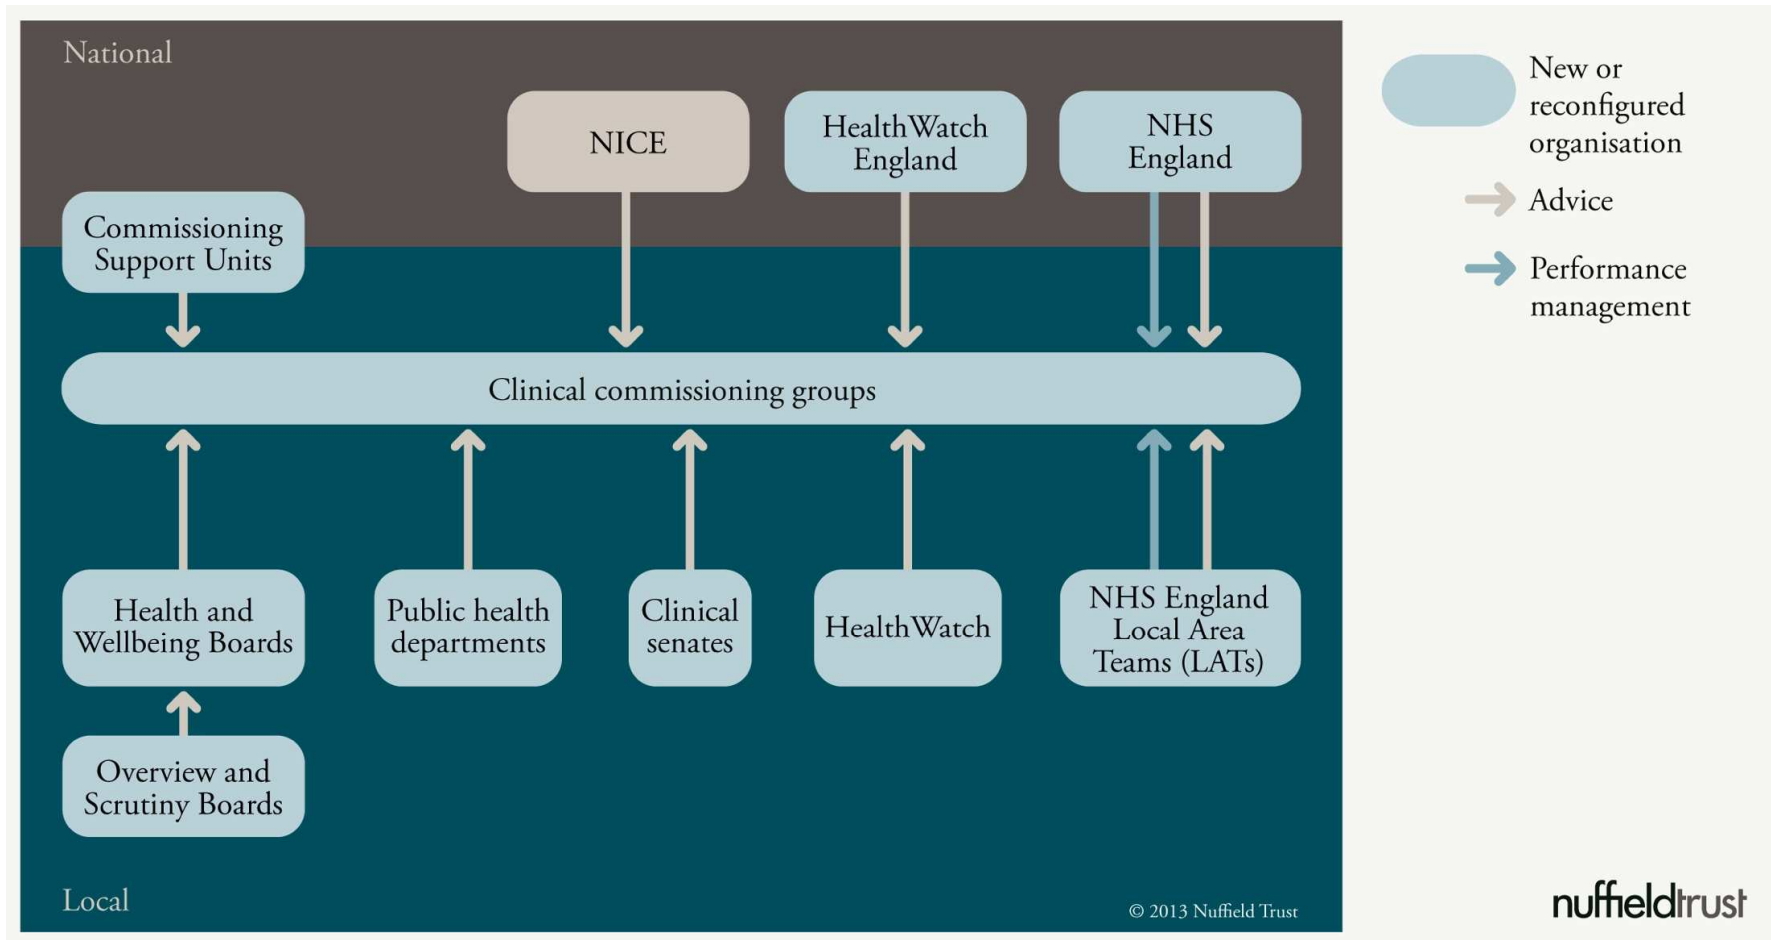 National
NICE
HealthWatch
England
NHS
England
Commissioning
Support Units
Clinical commissioning groups
Health and
Wellbeing Boards
Public health
departments
Clinical
senates
HealthWatch
NHS England
Local Area
Teams (LATs)
Overview and
Scrutiny Boards
Local
© 2013 Nuffield Trust
New or
reconfigured
organisation
Advice
Performance
management
nuffieldtrust